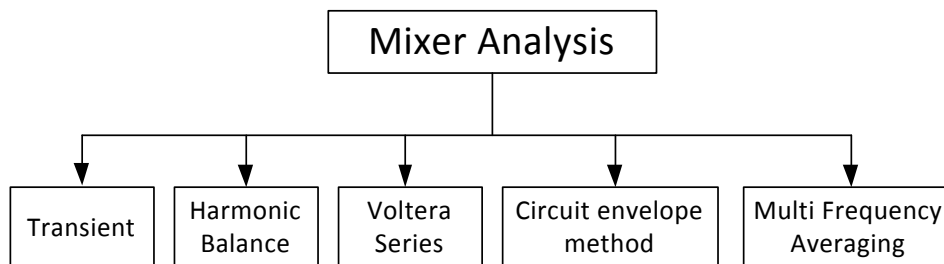 Mixer Analysis
Transient
Harmonic
Balance
Voltera
Series
Circuit envelope
method
Multi Frequency
Averaging